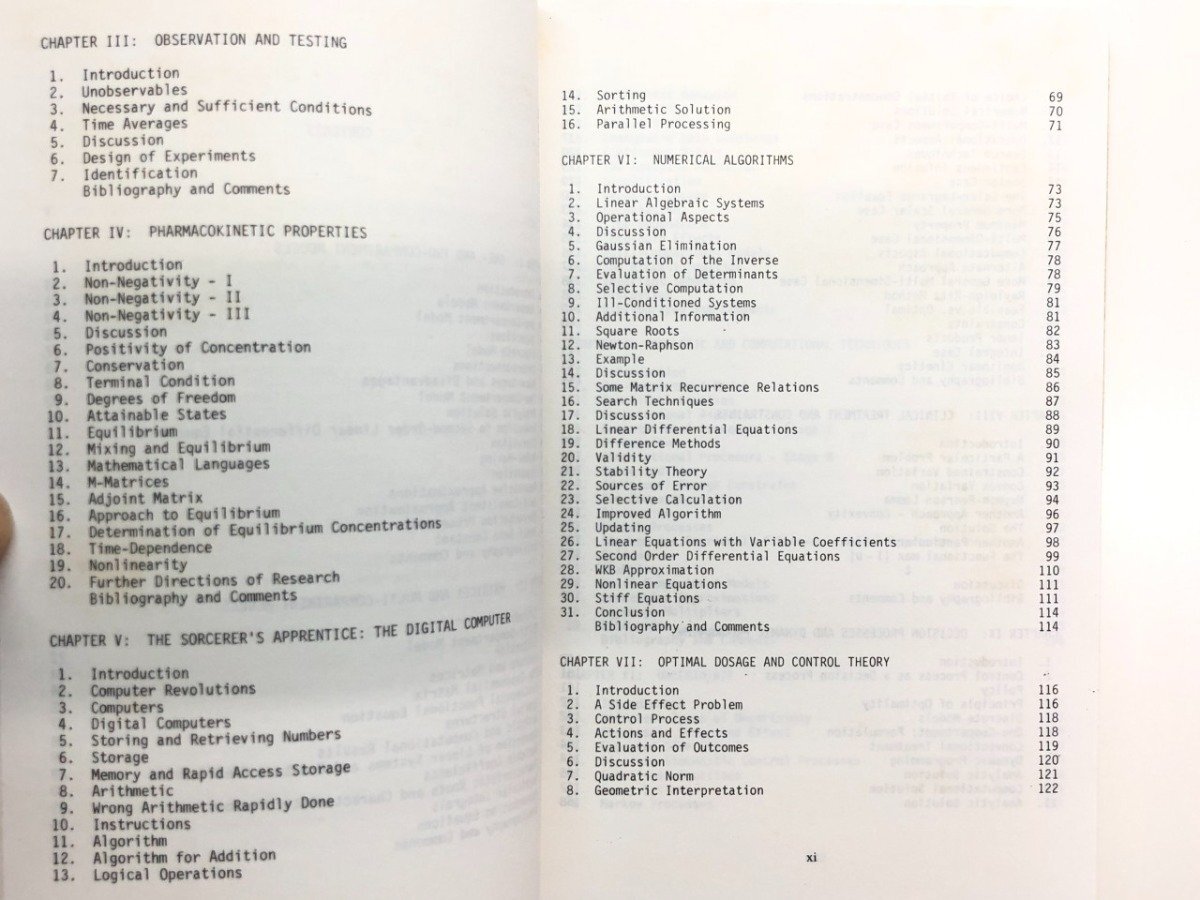 CHAPTER III: OBSERVATION AND TESTING
1. Introduction
2. Unobservables
3. Necessary and Sufficient Conditions
4. Time Averages
5. Discussion
6. Design of Experiments
7. Identification
Bibliography and Comments
CHAPTER IV: PHARMACOKINETIC PROPERTIES
1. Introduction
2. Non-Negativity - I
3. Non-Negativity - II
4. Non-Negativity - III
5. Discussion
6. Positivity of Concentration
7. Conservation
8. Terminal Condition
9. Degrees of Freedom
10. Attainable States
11. Equilibrium
12. Mixing and Equilibrium
13. Mathematical Languages
14. M-Matrices
15. Adjoint Matrix
16. Approach to Equilibrium
17. Determination of Equilibrium Concentrations
18. Time-Dependence
19. Nonlinearity
20. Further Directions of Research
Bibliography and Comments
CHAPTER V: THE SORCERER'S APPRENTICE: THE DIGITAL COMPUTER
1. Introduction
2. Computer Revolutions
3. Computers
4. Digital Computers
5. Storing and Retrieving Numbers
6. Storage
7. Memory and Rapid Access Storage
8. Arithmetic
9. Wrong Arithmetic Rapidly Done
10. Instructions
11. Algorithm
12. Algorithm for Addition
13. Logical Operations
14. Sorting 69
15. Arithmetic Solution 70
16. Parallel Processing 71
CHAPTER VI: NUMERICAL ALGORITHMS
1. Introduction 73
2. Linear Algebraic Systems 73
3. Operational Aspects 75
4. Discussion 76
5. Gaussian Elimination 77
6. Computation of the Inverse 78
7. Evaluation of Determinants 78
8. Selective Computation 79
9. Ill-Conditioned Systems 81
10. Additional Information 81
11. Square Roots 82
12. Newton-Raphson 83
13. Example 84
14. Discussion 85
15. Some Matrix Recurrence Relations 86
16. Search Techniques 87
17. Discussion 88
18. Linear Differential Equations 89
19. Difference Methods 90
20. Validity 91
21. Stability Theory 92
22. Sources of Error 93
23. Selective Calculation 94
24. Improved Algorithm 96
25. Updating 97
26. Linear Equations with Variable Coefficients 98
27. Second Order Differential Equations 99
28. WKB Approximation 110
29. Nonlinear Equations 111
30. Stiff Equations 111
31. Conclusion 114
Bibliography and Comments 114
CHAPTER VII: OPTIMAL DOSAGE AND CONTROL THEORY
1. Introduction 116
2. A Side Effect Problem 116
3. Control Process 118
4. Actions and Effects 118
5. Evaluation of Outcomes 119
6. Discussion 120
7. Quadratic Norm 121
8. Geometric Interpretation 122
xi